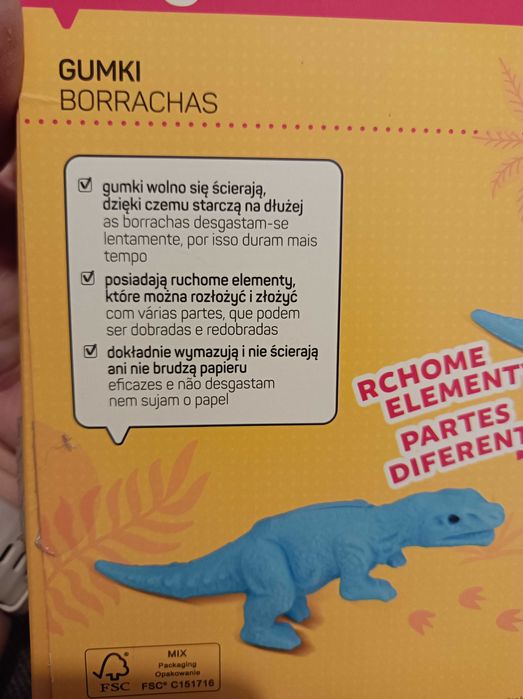 GUMKI
BORRACHAS
gumki wolno się ścierają,
dzięki czemu starczą na dłużej
as borrachas desgastam-se
lentamente, por isso duram mais
tempo
posiadają ruchome elementy,
które można rozłożyć i złożyć
com várias partes, que podem
ser dobradas e redobradas
dokładnie wymazują i nie ścierają
ani nie brudzą papieru
eficazes e não desgastam
nem sujam o papel
RCHOME
ELEMENTY
PARTES
DIFERENT
FSC
MIX
Packaging
Opakowanie
FSC® C151716